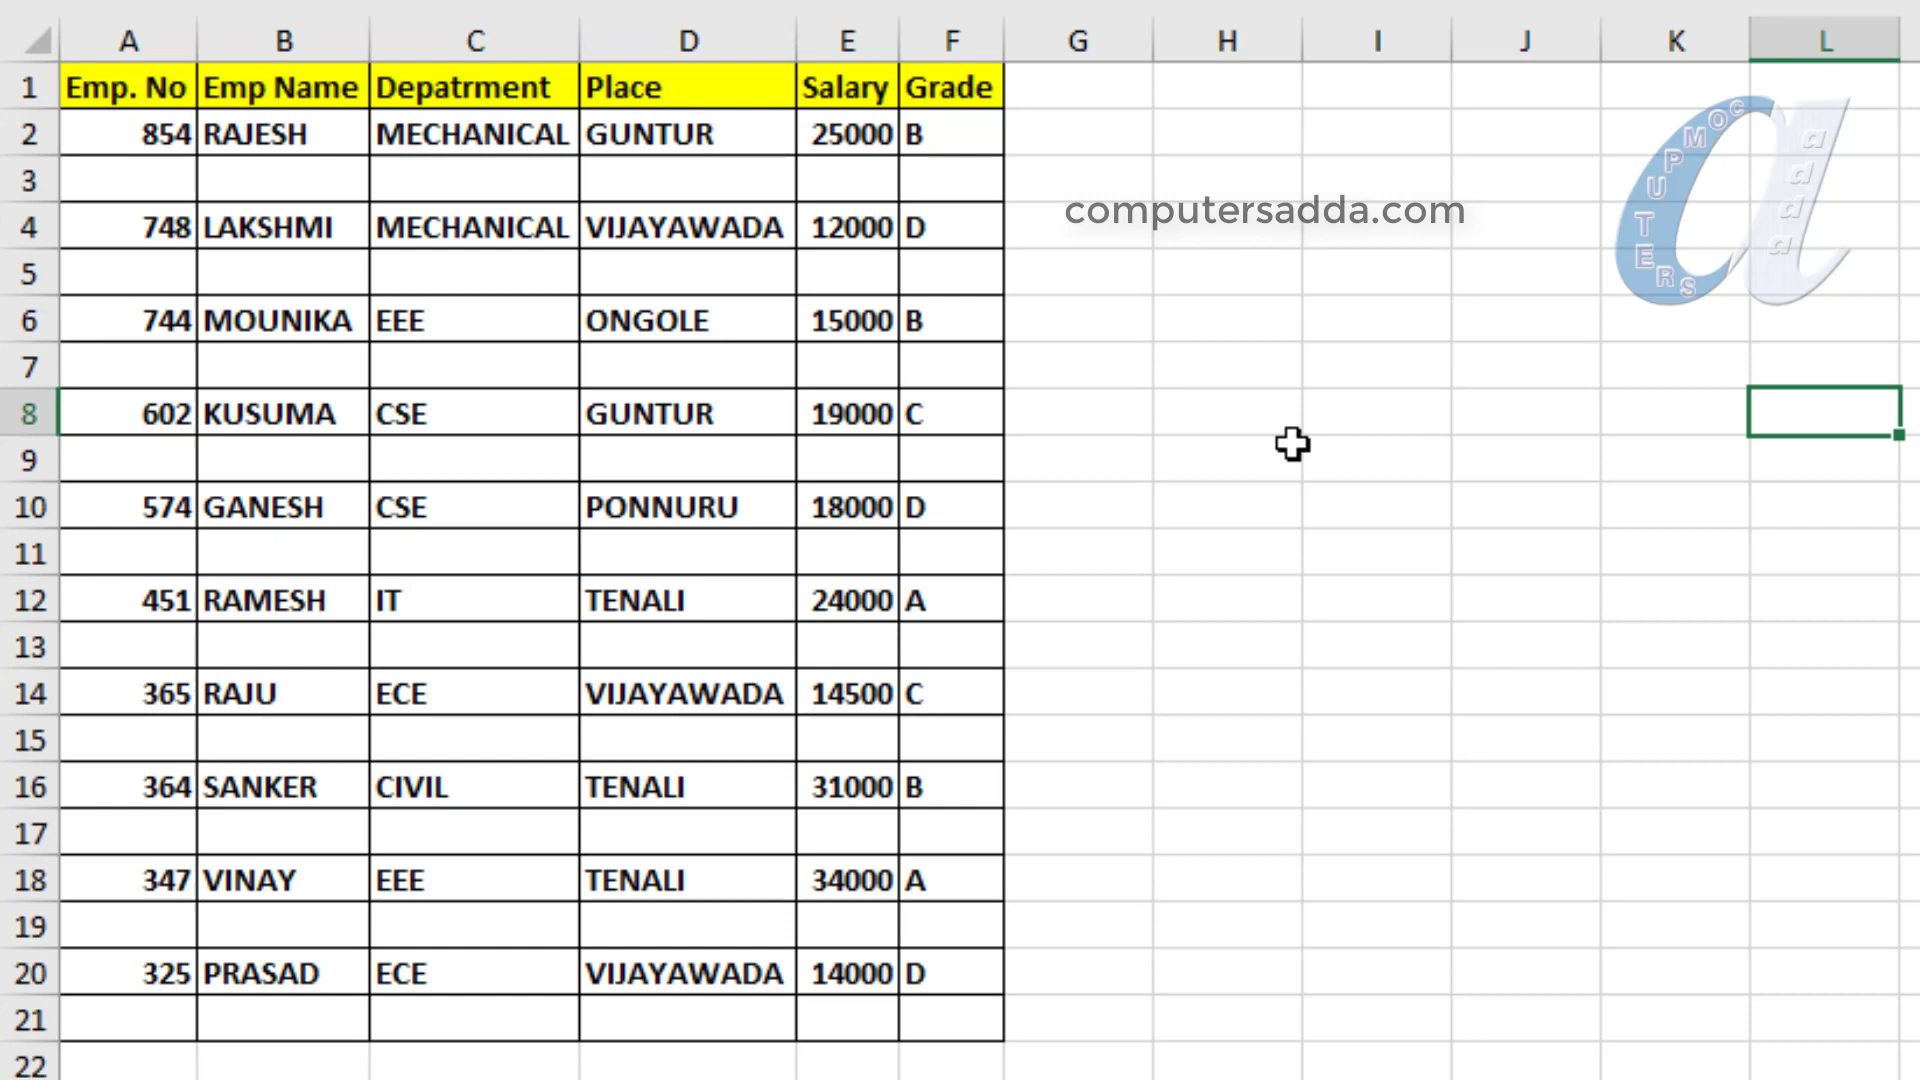 A B C D E F G H I J K L
1 Emp. No Emp Name Depatrment Place Salary Grade
2 854 RAJESH MECHANICAL GUNTUR 25000 B
3
4 748 LAKSHMI MECHANICAL VIJAYAWADA 12000 D
5
6 744 MOUNIKA EEE ONGOLE 15000 B
7
8 602 KUSUMA CSE GUNTUR 19000 C
9
10 574 GANESH CSE PONNURU 18000 D
11
12 451 RAMESH IT TENALI 24000 A
13
14 365 RAJU ECE VIJAYAWADA 14500 C
15
16 364 SANKER CIVIL TENALI 31000 B
17
18 347 VINAY EEE TENALI 34000 A
19
20 325 PRASAD ECE VIJAYAWADA 14000 D
21
22
computersadda.com
COMPUTERS
adda